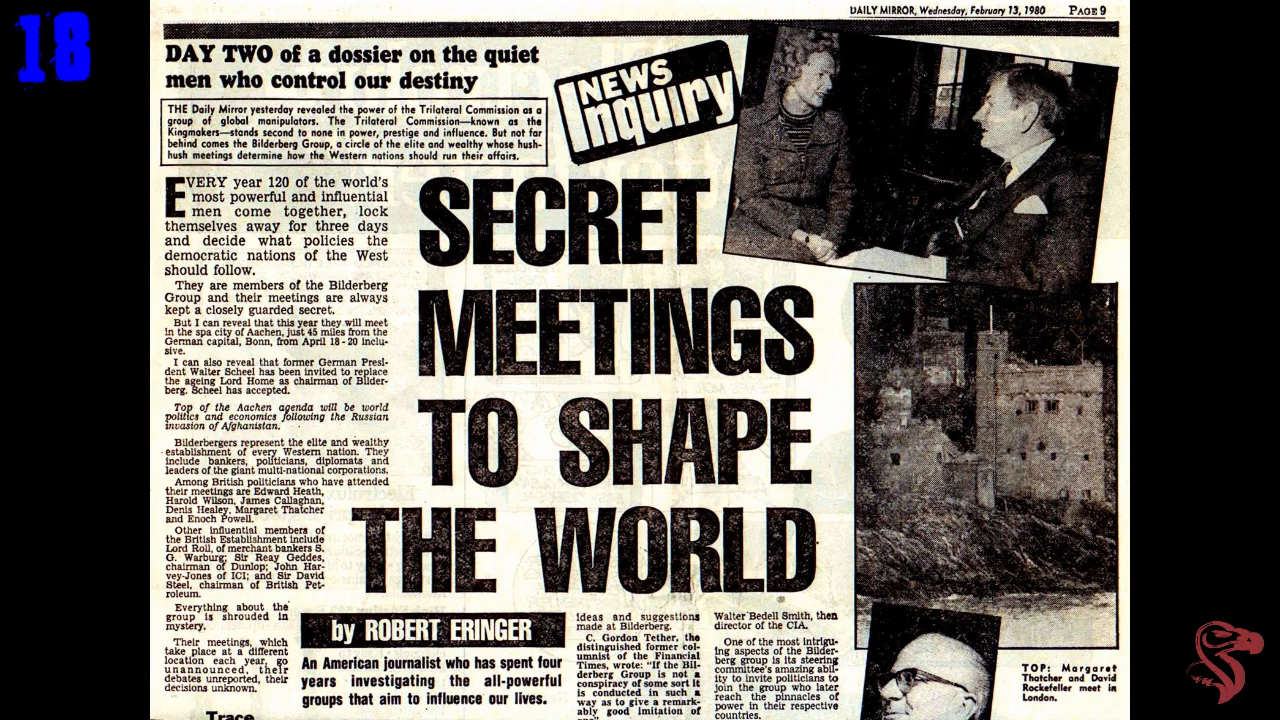 18
DAILY MIRROR, Wednesday, February 13, 1980 PAGE 9
DAY TWO of a dossier on the quiet
men who control our destiny
THE Daily Mirror yesterday revealed the power of the Trilateral Commission as a
group of global manipulators. The Trilateral Commission—known as the
Kingmakers—stands second to none in power, prestige and influence. But not far
behind comes the Bilderberg Group, a circle of the elite and wealthy whose hush-
hush meetings determine how the Western nations should run their affairs.
NEWS
Inquiry
SECRET
MEETINGS
TO SHAPE
THE WORLD
EVERY year 120 of the world's
most powerful and influential
men come together, lock
themselves away for three days
and decide what policies the
democratic nations of the West
should follow.
They are members of the Bilderberg
Group and their meetings are always
kept a closely guarded secret.
But I can reveal that this year they will meet
in the spa city of Aachen, just 45 miles from the
German capital, Bonn, from April 18-20 inclu-
sive.
I can also reveal that former German Presi-
dent Walter Scheel has been invited to replace
the ageing Lord Home as chairman of Bilder-
berg. Scheel has accepted.
Top of the Aachen agenda will be world
politics and economics following the Russian
invasion of Afghanistan.
Bilderbergers represent the elite and wealthy
establishment of every Western nation. They
include bankers, politicians, diplomats and
leaders of the giant multi-national corporations.
Among British politicians who have attended
their meetings are Edward Heath,
Harold Wilson, James Callaghan,
Denis Healey, Margaret Thatcher
and Enoch Powell.
Other influential members of
the British Establishment include
Lord Roll, of merchant bankers S.
G. Warburg; Sir Reay Geddes,
chairman of Dunlop; John Har-
vey-Jones of ICI; and Sir David
Steel, chairman of British Pet-
roleum.
Everything about the
group is shrouded in
mystery.
Their meetings, which
take place at a different
location each year, go
unannounced, their
debates unreported, their
decisions unknown.
Trace
by ROBERT ERINGER
An American journalist who has spent four
years investigating the all-powerful
groups that aim to influence our lives.
ideas and suggestions
made at Bilderberg.
C. Gordon Tether, the
distinguished former col-
umnist of the Financial
Times, wrote: "If the Bil-
derberg Group is not a
conspiracy of some sort it
is conducted in such a
way as to give a remark-
ably good imitation of
one".
Walter Bedell Smith, then
director of the CIA.
One of the most intrigu-
ing aspects of the Bilder-
berg group is its steering
committee's amazing abil-
ity to invite politicians to
join the group who later
reach the pinnacles of
power in their respective
countries.
TOP: Margaret
Thatcher and David
Rockefeller meet in
London.